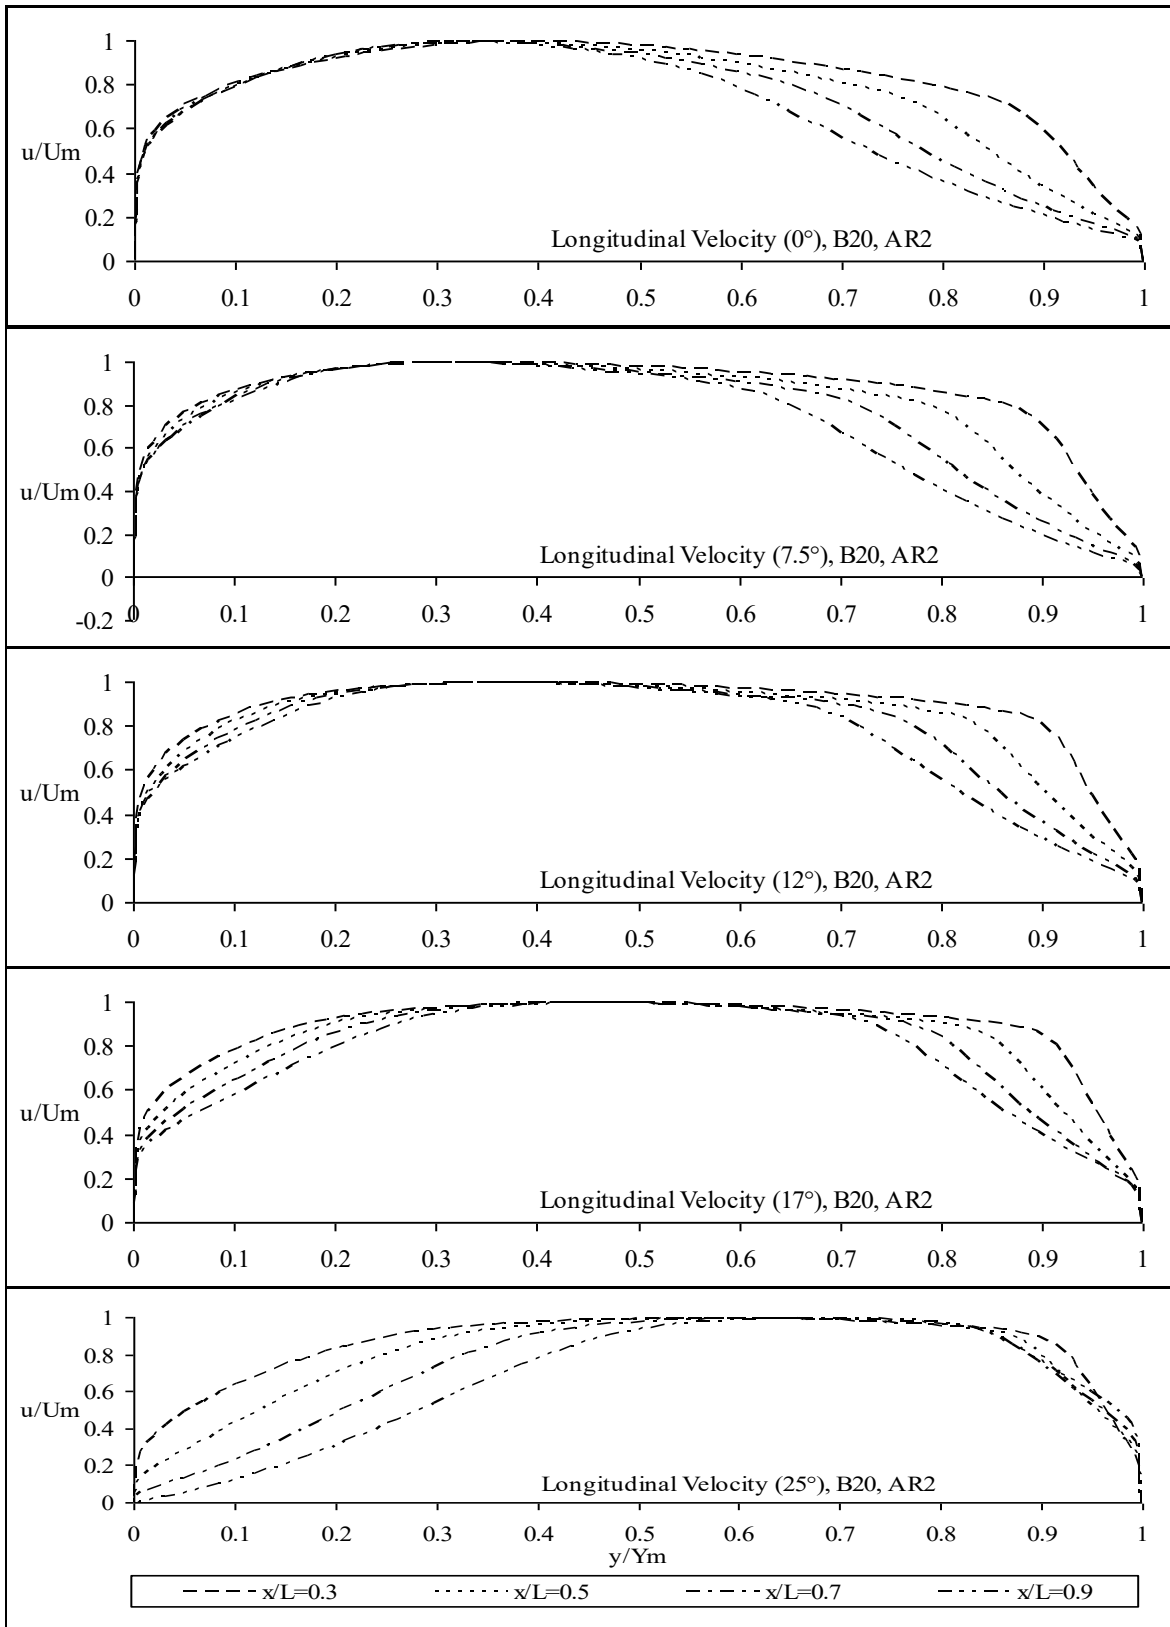 1
0.8
0.6
u/Um
0.4
0.2
Longitudinal Velocity (0°), B20, AR2
0
0 0.1 0.2 0.3 0.4 0.5 0.6 0.7 0.8 0.9 1
1
0.8
0.6
u/Um 0.4
0.2
Longitudinal Velocity (7.5°), B20, AR2
0
-0.2
0 0.1 0.2 0.3 0.4 0.5 0.6 0.7 0.8 0.9 1
1
0.8
0.6
u/Um
0.4
0.2
Longitudinal Velocity (12°), B20, AR2
0
0 0.1 0.2 0.3 0.4 0.5 0.6 0.7 0.8 0.9 1
1
0.8
0.6
u/Um
0.4
0.2
Longitudinal Velocity (17°), B20, AR2
0
0 0.1 0.2 0.3 0.4 0.5 0.6 0.7 0.8 0.9 1
1
0.8
0.6
u/Um
0.4
0.2
Longitudinal Velocity (25°), B20, AR2
0
0 0.1 0.2 0.3 0.4 0.5 0.6 0.7 0.8 0.9 1
y/Ym
x/L=0.3 x/L=0.5 x/L=0.7 x/L=0.9